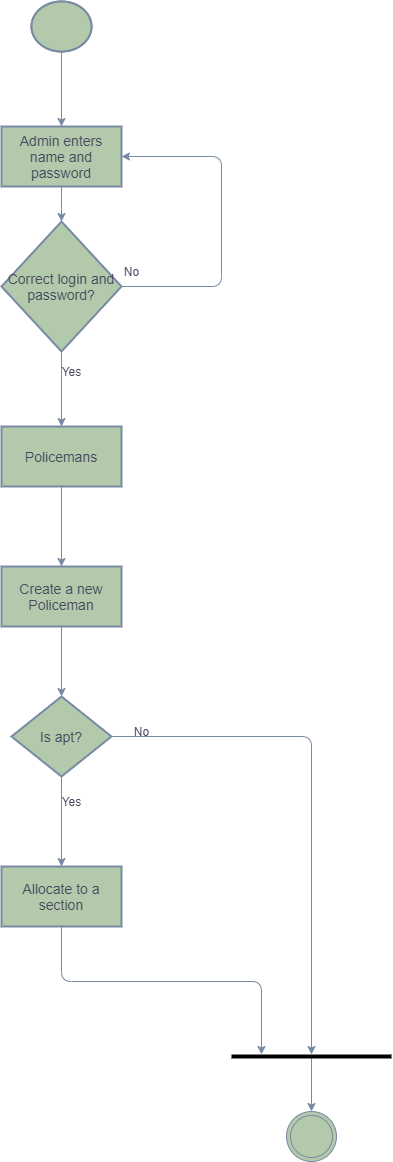 Admin enters
name and
password
Correct login and
password?
No
Yes
Policemans
Create a new
Policeman
Is apt?
No
Yes
Allocate to a
section